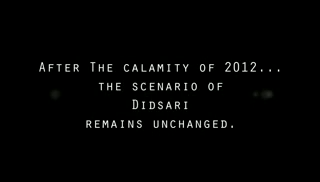 After The calamity of 2012...
the scenario of
Didsari
remains unchanged.